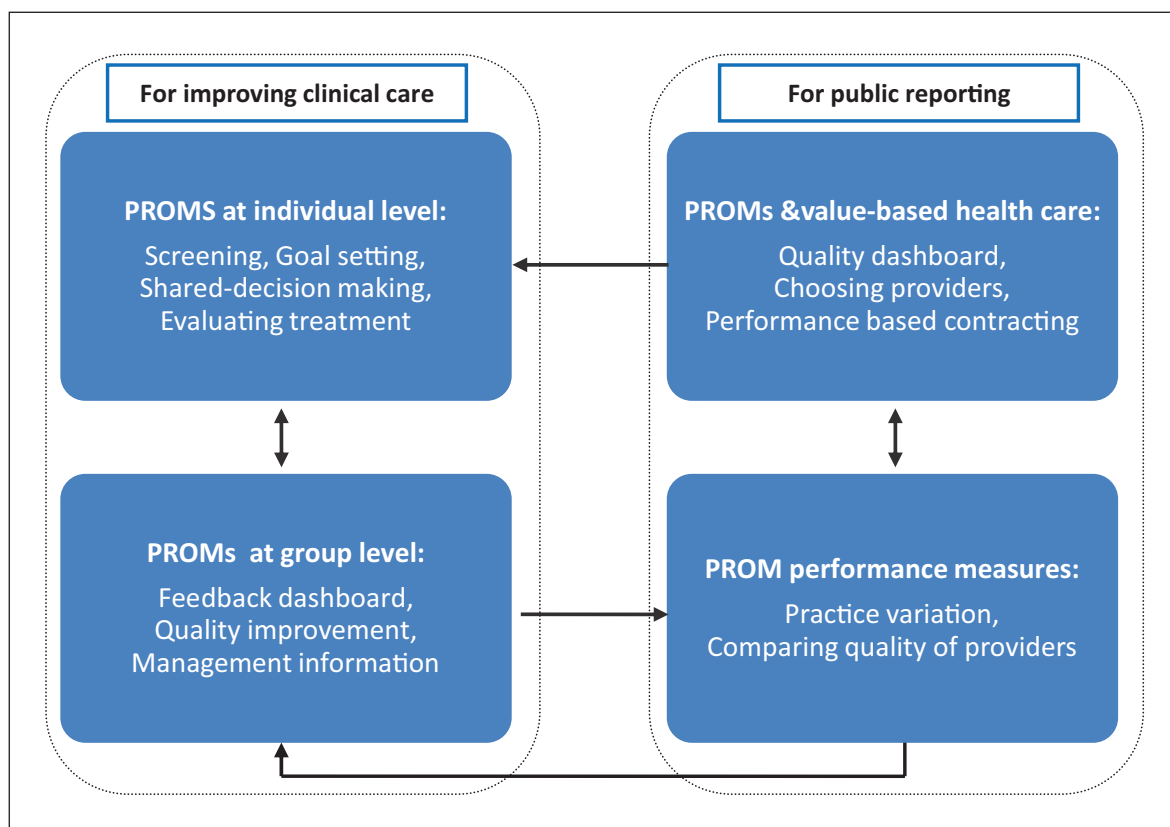 For improving clinical care
PROMS at individual level:
Screening, Goal setting,
Shared-decision making,
Evaluating treatment
PROMs  at group level:
Feedback dashboard,
Quality improvement,
Management information
For public reporting
PROMs &value-based health care:
Quality dashboard,
Choosing providers,
Performance based contracting
PROM performance measures:
Practice variation,
Comparing quality of providers